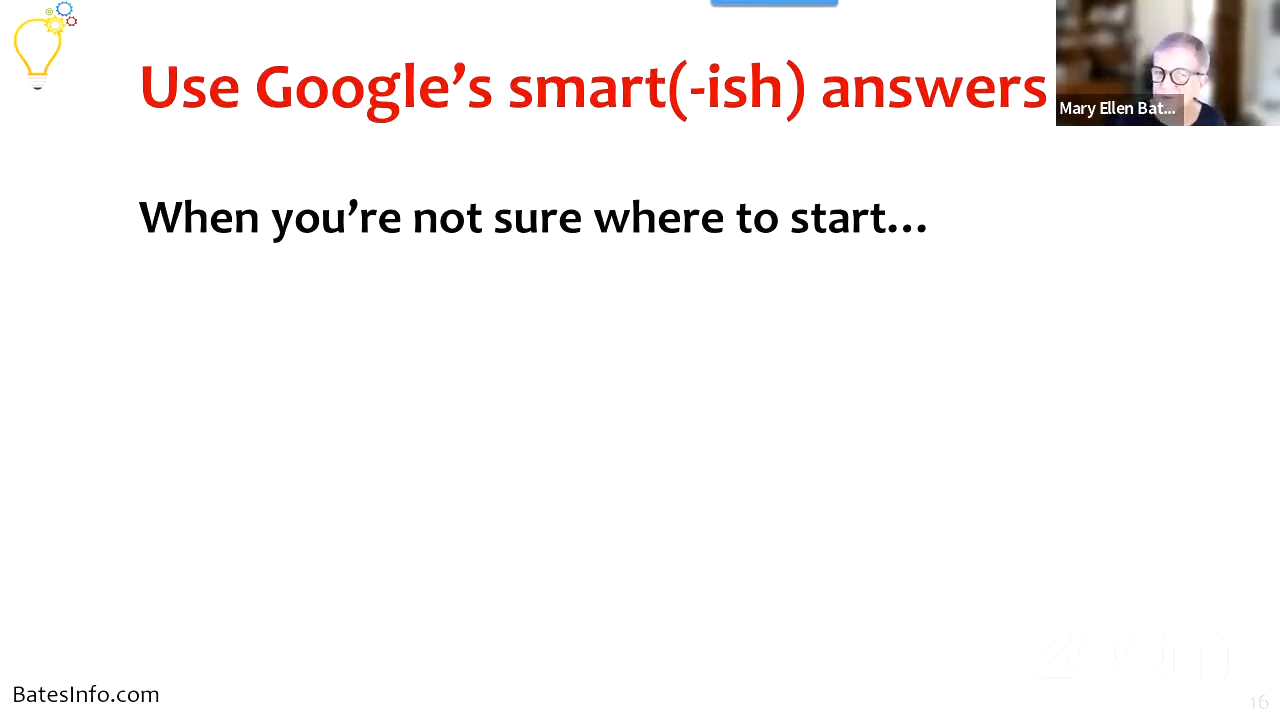 Use Google's smart(-ish) answers
Mary Ellen Bat...
When you're not sure where to start...
zoom
BatesInfo.com
16